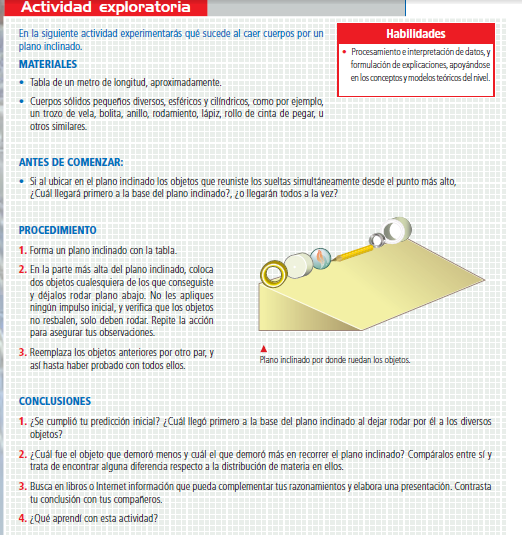 Actividad exploratoria
En la siguiente actividad experimentarás qué sucede al caer cuerpos por un
plano inclinado.
MATERIALES
• Tabla de un metro de longitud, aproximadamente.
• Cuerpos sólidos pequeños diversos, esféricos y cilíndricos, como por ejemplo,
un trozo de vela, bolita, anillo, rodamiento, lápiz, rollo de cinta de pegar, u
otros similares.
Habilidades
• Procesamiento e interpretación de datos, y
formulación de explicaciones, apoyándose
en los conceptos y modelos teóricos del nivel.
ANTES DE COMENZAR:
• Si al ubicar en el plano inclinado los objetos que reuniste los sueltas simultáneamente desde el punto más alto,
¿Cuál llegará primero a la base del plano inclinado?, ¿o llegarán todos a la vez?
PROCEDIMIENTO
1. Forma un plano inclinado con la tabla.
2. En la parte más alta del plano inclinado, coloca
dos objetos cualesquiera de los que conseguiste
y déjalos rodar plano abajo. No les apliques
ningún impulso inicial, y verifica que los objetos
no resbalen, solo deben rodar. Repite la acción
para asegurar tus observaciones.
3. Reemplaza los objetos anteriores por otro par, y
así hasta haber probado con todos ellos.
Plano inclinado por donde ruedan los objetos.
CONCLUSIONES
1. ¿Se cumplió tu predicción inicial? ¿Cuál llegó primero a la base del plano inclinado al dejar rodar por él a los diversos
objetos?
2. ¿Cuál fue el objeto que demoró menos y cuál el que demoró más en recorrer el plano inclinado? Compáralos entre sí y
trata de encontrar alguna diferencia respecto a la distribución de materia en ellos.
3. Busca en libros o Internet información que pueda complementar tus razonamientos y elabora una presentación. Contrasta
tu conclusión con tus compañeros.
4. ¿Qué aprendí con esta actividad?